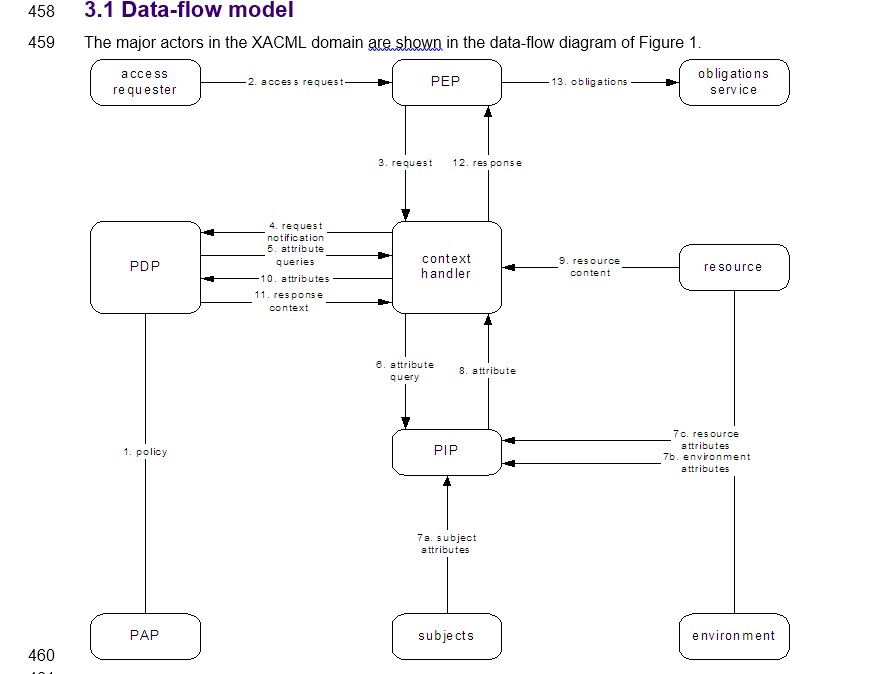 458 3.1 Data-flow model
459 The major actors in the XACML domain are shown in the data-flow diagram of Figure 1.
access
requester
2. access request
PEP
13. obligations
obligations
service
3. request
12. response
4. request
notification
5. attribute
queries
10. attributes
11. response
context
PDP
context
handler
9. resource
content
resource
6. attribute
query
8. attribute
1. policy
PIP
7c. resource
attributes
7b. environment
attributes
7a. subject
attributes
PAP
subjects
environment
460